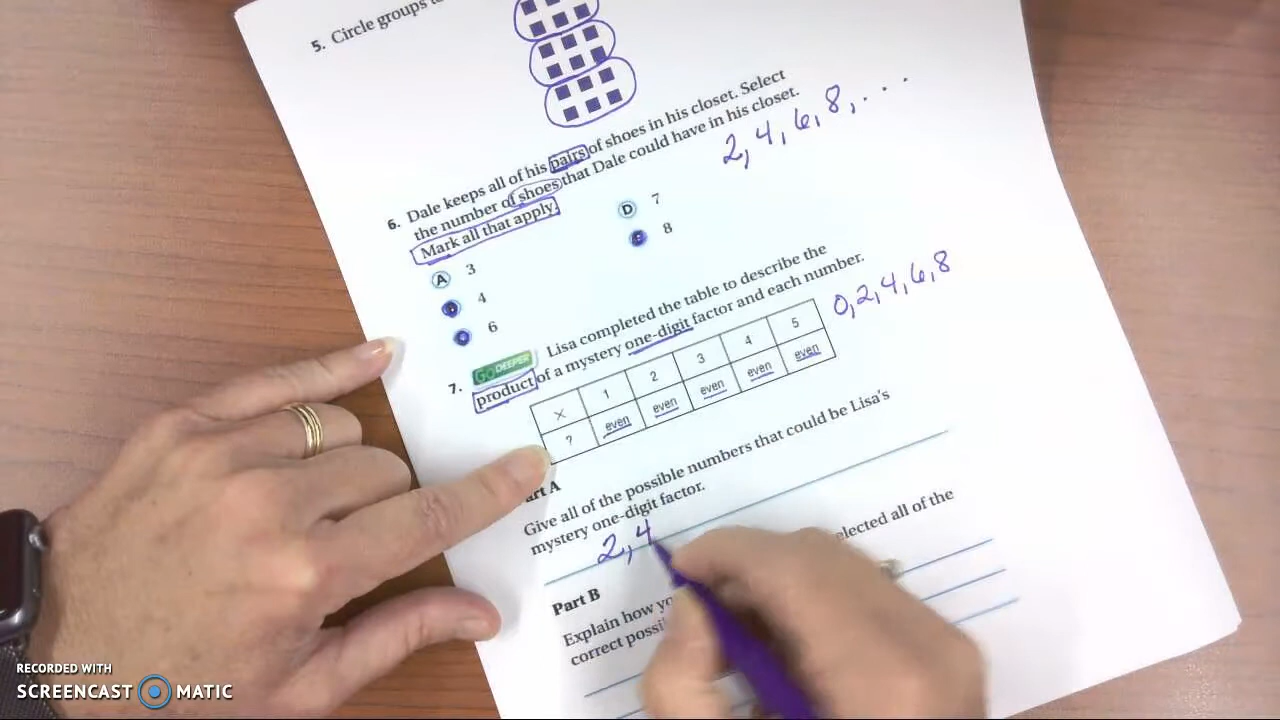 5. Circle groups
6. Dale keeps all of his pairs of shoes in his closet. Select
the number of shoes that Dale could have in his closet.
Mark all that apply.
2, 4, 6, 8, . . .
A 3
D 7
4
8
6
7. GO DEEPER Lisa completed the table to describe the
product of a mystery one-digit factor and each number.
0, 2, 4, 6, 8
× 1 2 3 4 5
? even even even even even
Part A
Give all of the possible numbers that could be Lisa's
mystery one-digit factor.
2, 4
Part B
Explain how
selected all of the
correct
RECORDED WITH
SCREENCAST MATIC